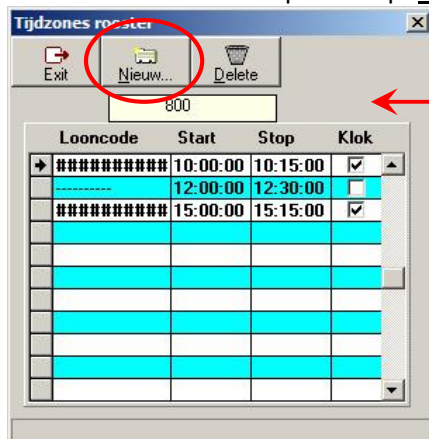 Tijdzones rooster
Exit Nieuw... Delete
800
Looncode Start Stop Klok
########## 10:00:00 10:15:00
---------- 12:00:00 12:30:00
########## 15:00:00 15:15:00